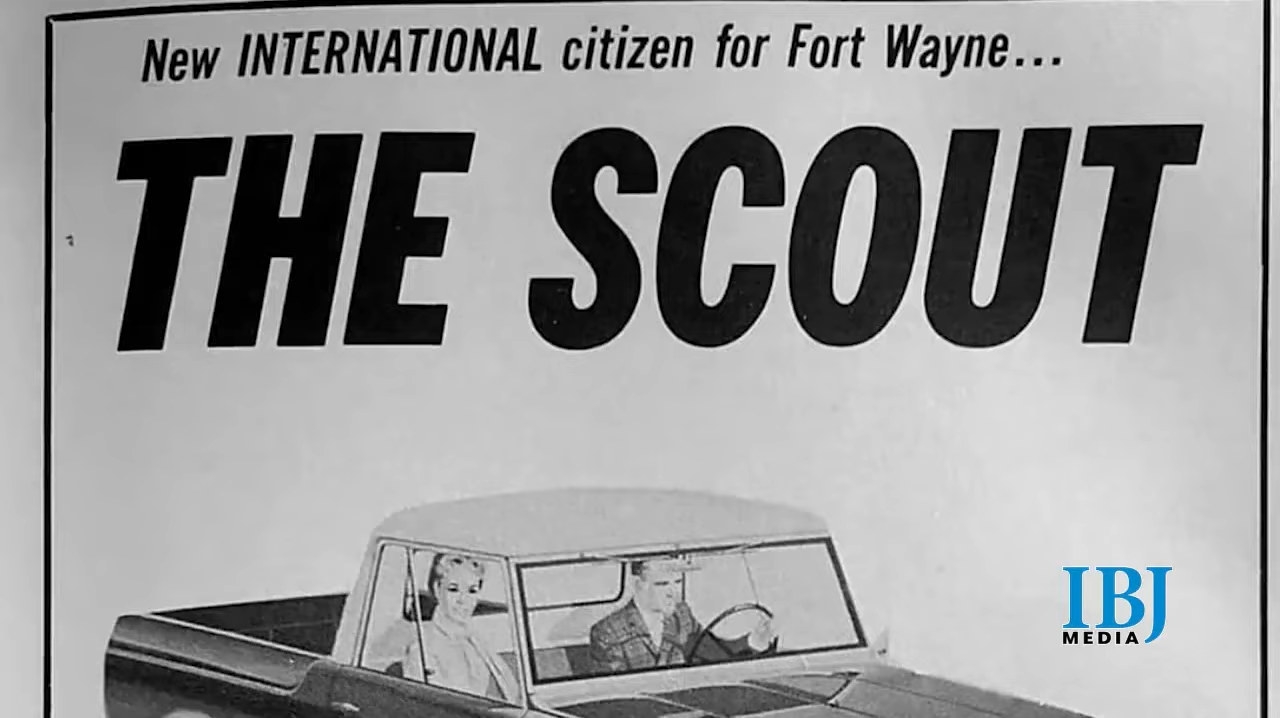 New INTERNATIONAL citizen for Fort Wayne...
THE SCOUT
IBJ
MEDIA